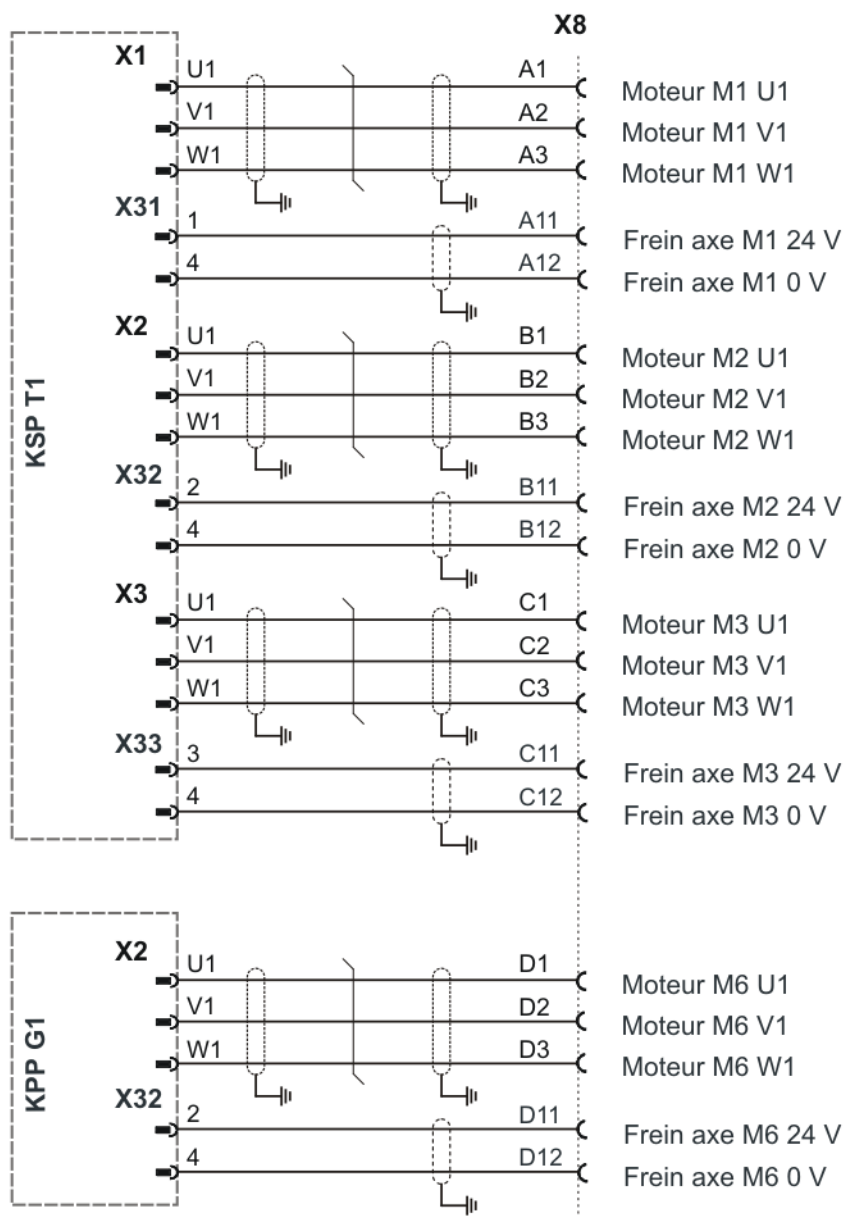 X8
X1
U1 A1 Moteur M1 U1
V1 A2 Moteur M1 V1
W1 A3 Moteur M1 W1
X31
1 A11 Frein axe M1 24 V
4 A12 Frein axe M1 0 V
X2
U1 B1 Moteur M2 U1
V1 B2 Moteur M2 V1
W1 B3 Moteur M2 W1
KSP T1
X32
2 B11 Frein axe M2 24 V
4 B12 Frein axe M2 0 V
X3
U1 C1 Moteur M3 U1
V1 C2 Moteur M3 V1
W1 C3 Moteur M3 W1
X33
3 C11 Frein axe M3 24 V
4 C12 Frein axe M3 0 V
X2
U1 D1 Moteur M6 U1
V1 D2 Moteur M6 V1
W1 D3 Moteur M6 W1
KPP G1
X32
2 D11 Frein axe M6 24 V
4 D12 Frein axe M6 0 V